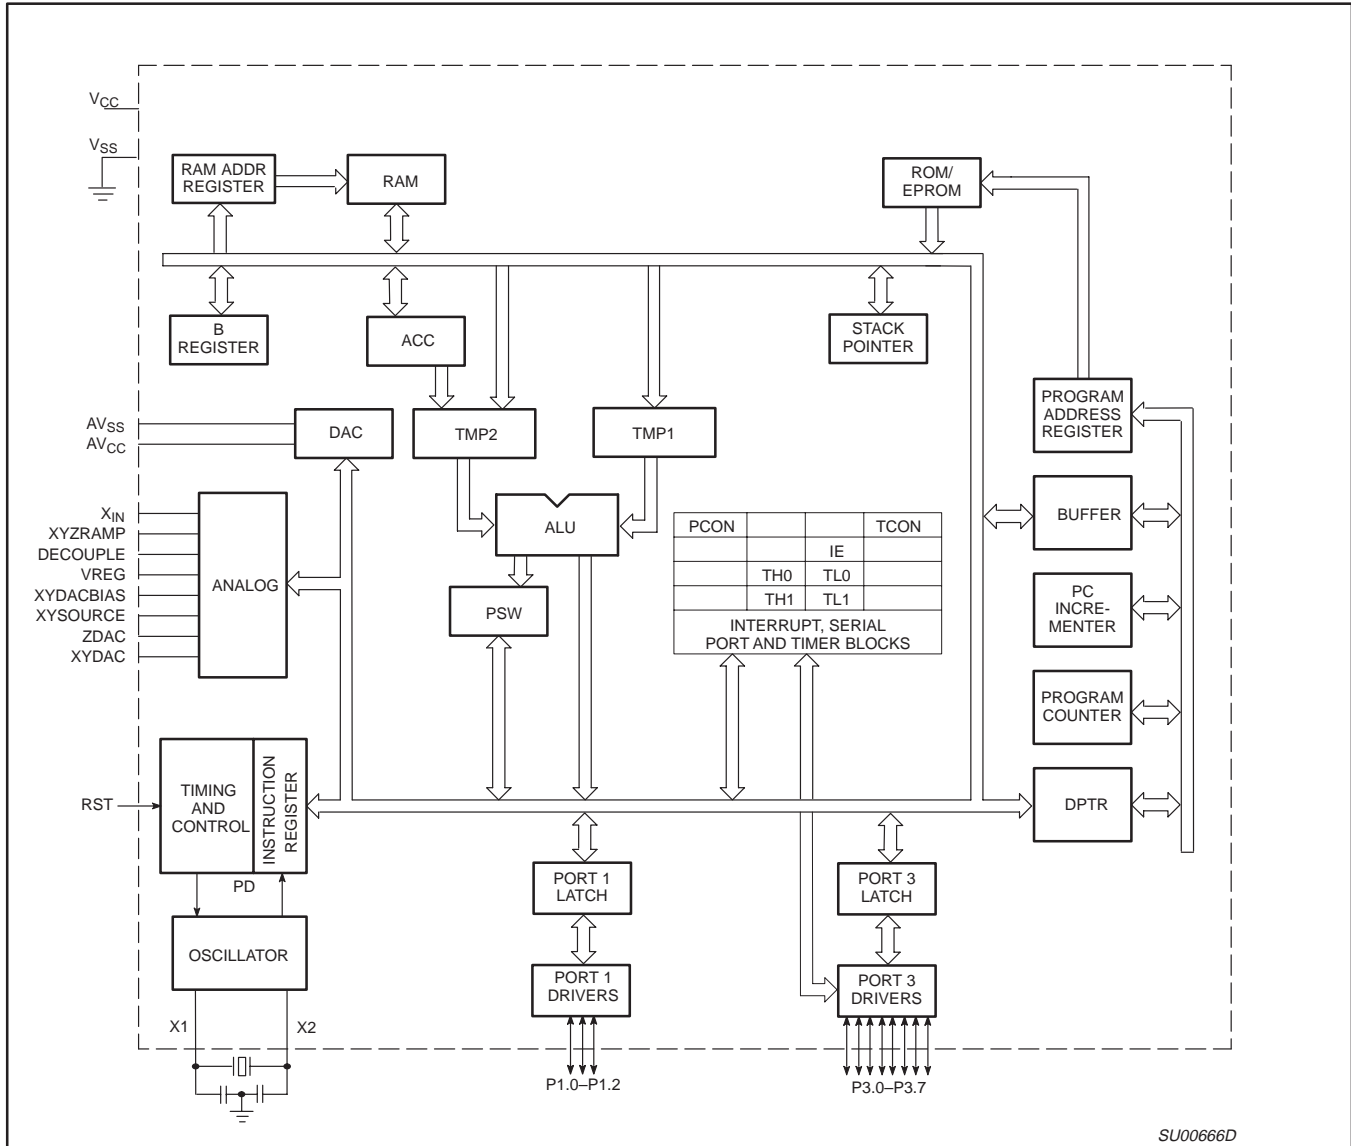 VCC
VSS
RAM ADDR
REGISTER
RAM
ROM/
EPROM
B
REGISTER
ACC
STACK
POINTER
PROGRAM
ADDRESS
REGISTER
AVSS
AVCC
DAC
TMP2
TMP1
ALU
BUFFER
XIN
XYZRAMP
DECOUPLE
VREG
XYDACBIAS
XYSOURCE
ZDAC
XYDAC
ANALOG
PSW
PCON TCON
IE
TH0 TL0
TH1 TL1
INTERRUPT, SERIAL
PORT AND TIMER BLOCKS
PC
INCRE-
MENTER
PROGRAM
COUNTER
RST
TIMING
AND
CONTROL
INSTRUCTION
REGISTER
DPTR
PD
PORT 1
LATCH
PORT 3
LATCH
OSCILLATOR
PORT 1
DRIVERS
PORT 3
DRIVERS
X1
X2
P1.0–P1.2
P3.0–P3.7
SU00666D